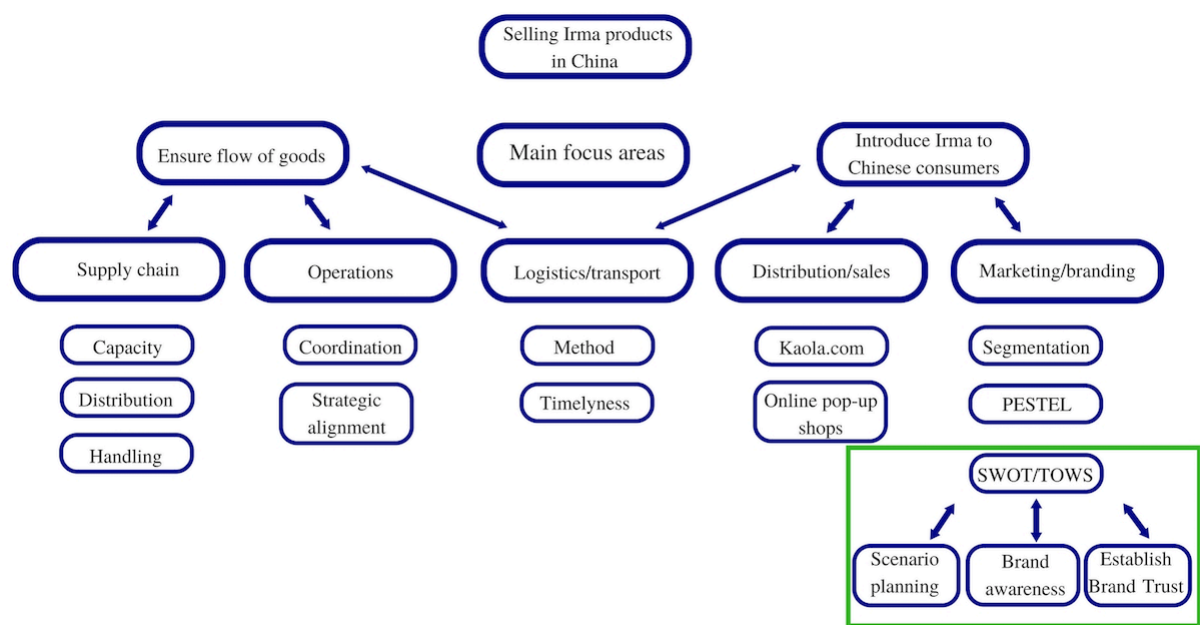 Selling Irma products
in China
Ensure flow of goods
Main focus areas
Introduce Irma to
Chinese consumers
Supply chain
Operations
Logistics/transport
Distribution/sales
Marketing/branding
Capacity
Coordination
Method
Kaola.com
Segmentation
Distribution
Strategic
alignment
Timelyness
Online pop-up
shops
PESTEL
Handling
SWOT/TOWS
Scenario
planning
Brand
awareness
Establish
Brand Trust